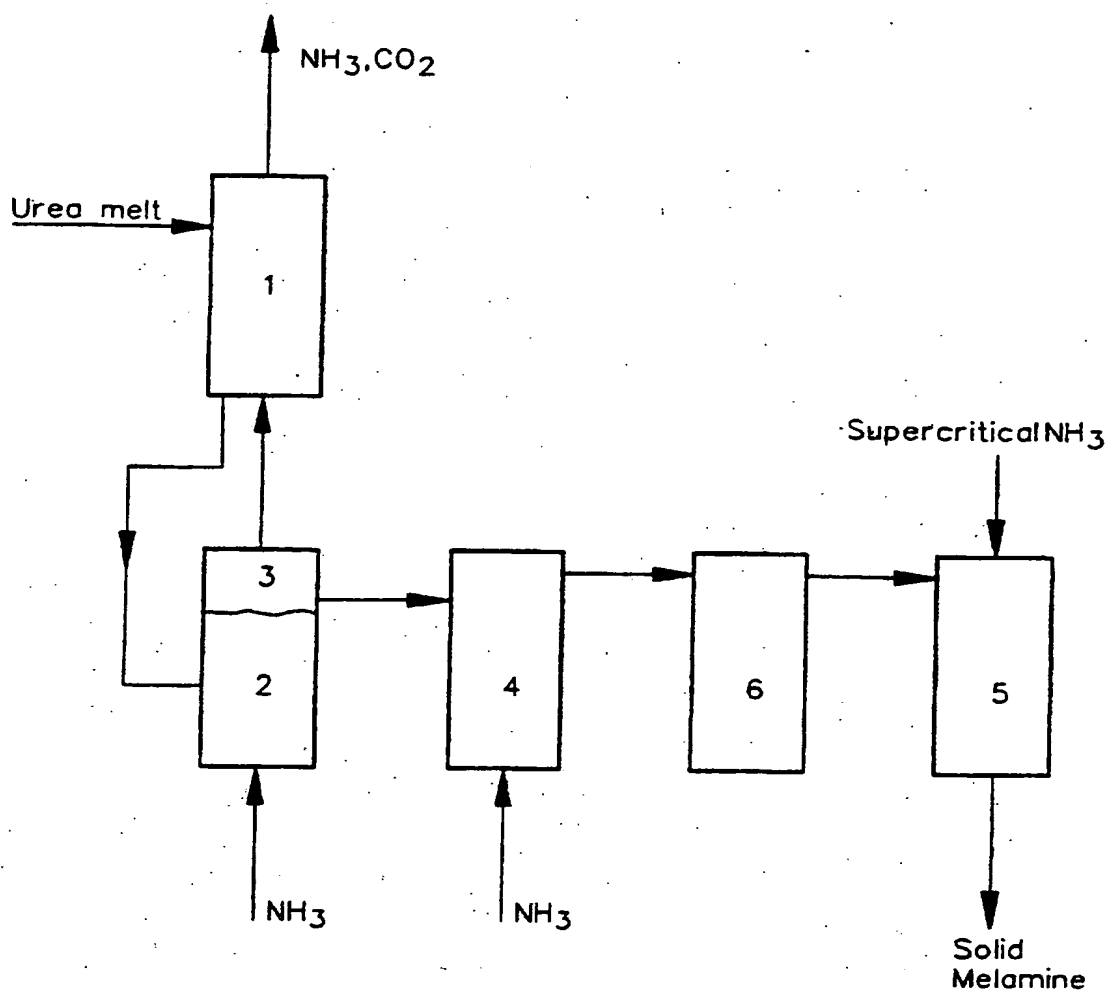 NH3,CO2
Urea melt
1
Supercritical NH3
3
2
4
6
5
NH3
NH3
Solid
Melamine